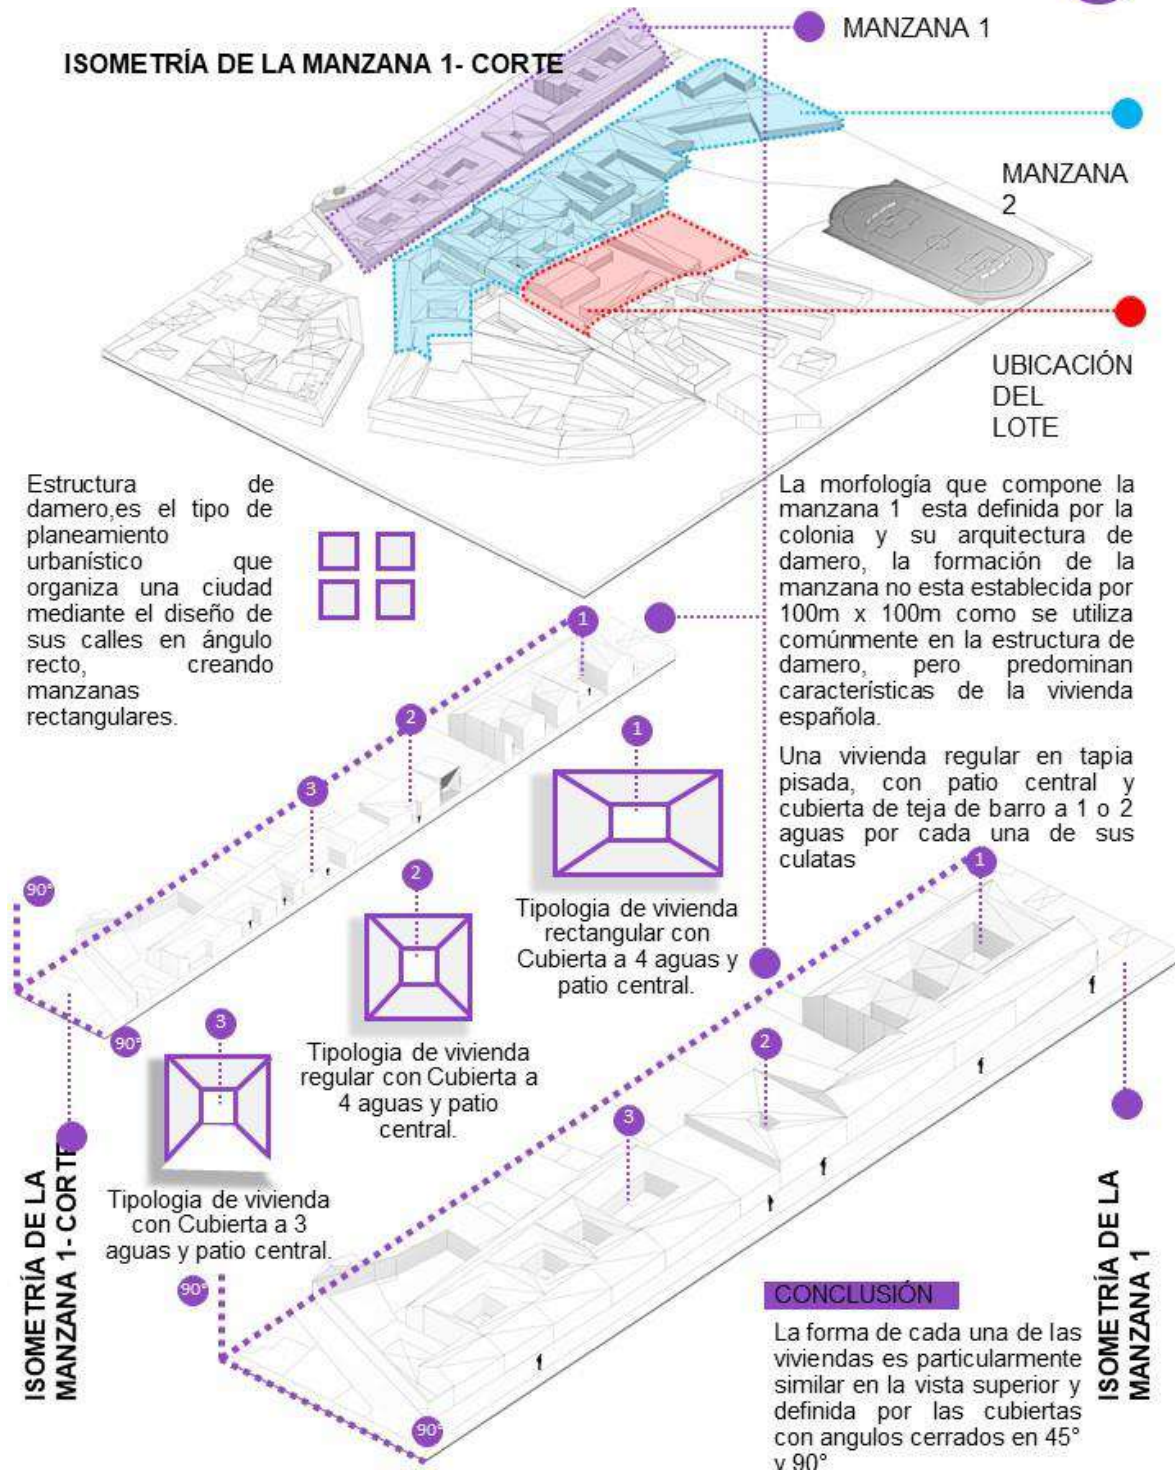 MANZANA 1
ISOMETRÍA DE LA MANZANA 1- CORTE
MANZANA
2
UBICACIÓN
DEL
LOTE
Estructura de
damero,es el tipo de
planeamiento
urbanístico que
organiza una ciudad
mediante el diseño de
sus calles en ángulo
recto, creando
manzanas
rectangulares.
La morfología que compone la
manzana 1 esta definida por la
colonia y su arquitectura de
damero, la formación de la
manzana no esta establecida por
100m x 100m como se utiliza
comúnmente en la estructura de
damero, pero predominan
características de la vivienda
española.
Una vivienda regular en tapia
pisada, con patio central y
cubierta de teja de barro a 1 o 2
aguas por cada una de sus
culatas
1
2
3
90°
90°
1
Tipologia de vivienda
rectangular con
Cubierta a 4 aguas y
patio central.
2
Tipologia de vivienda
regular con Cubierta a
4 aguas y patio
central.
3
Tipologia de vivienda
con Cubierta a 3
aguas y patio central.
ISOMETRÍA DE LA
MANZANA 1- CORTE
1
2
3
90°
90°
ISOMETRÍA DE LA
MANZANA 1
CONCLUSIÓN
La forma de cada una de las
viviendas es particularmente
similar en la vista superior y
definida por las cubiertas
con angulos cerrados en 45°
y 90°